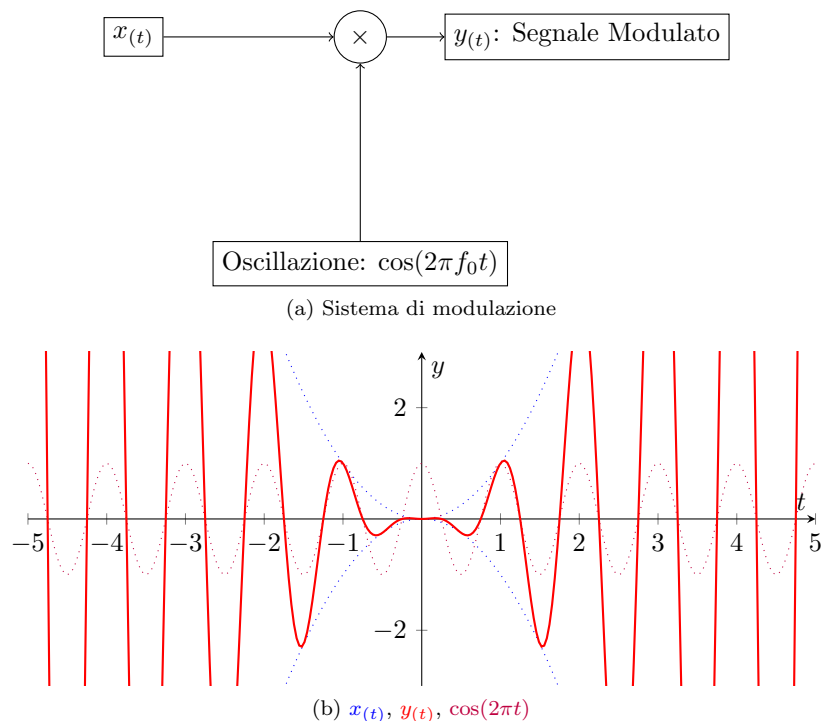 x(t)
×
y(t): Segnale Modulato
Oscillazione: cos(2πf₀t)
(a) Sistema di modulazione
y
2
t
−5 −4 −3 −2 −1 1 2 3 4 5
−2
(b) x(t), y(t), cos(2πt)